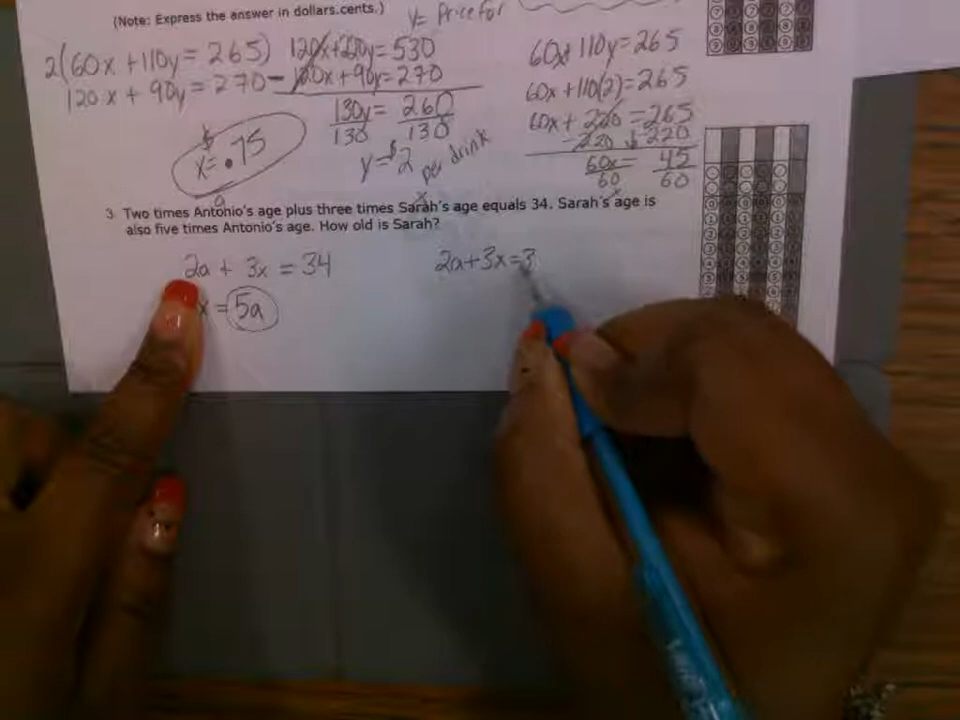 (Note: Express the answer in dollars.cents.) y= Price for
2(60x + 110y = 265) 120x+220y= 530 60x+ 110y=265
120x + 90y = 270 - 120x+ 90y= 270 60x+110(2)=265
130y = 260 60x + 220 =265
130 130 -220 -220
$ x= .75 y= $2 per drink 60x= 45
60 60
a x
3. Two times Antonio's age plus three times Sarah's age equals 34. Sarah's age is
also five times Antonio's age. How old is Sarah?
2a + 3x = 34 2a+3x=3
x = 5a